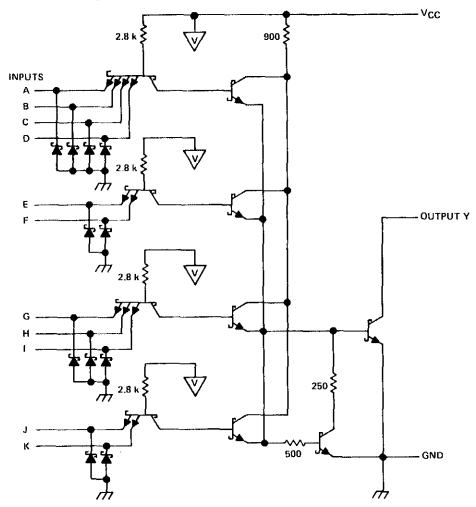 VCC
2.8 k
V
900
INPUTS
A
B
C
D
2.8 k
V
E
F
OUTPUT Y
2.8 k
V
G
H
I
250
2.8 k
V
J
K
500
GND